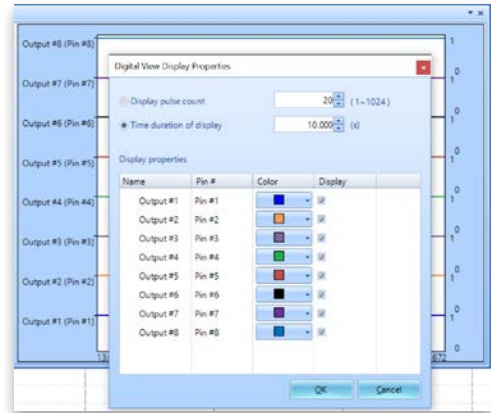 Output #8 (Pin #8)
Output #7 (Pin #7)
Output #6 (Pin #6)
Output #5 (Pin #5)
Output #4 (Pin #4)
Output #3 (Pin #3)
Output #2 (Pin #2)
Output #1 (Pin #1)
1
0
1
0
1
0
1
0
1
0
1
0
1
0
1
0
Digital View Display Properties
Display pulse count 20 (1~1024)
Time duration of display 10.000 (s)
Display properties
Name Pin # Color Display
Output #1 Pin #1
Output #2 Pin #2
Output #3 Pin #3
Output #4 Pin #4
Output #5 Pin #5
Output #6 Pin #6
Output #7 Pin #7
Output #8 Pin #8
OK Cancel